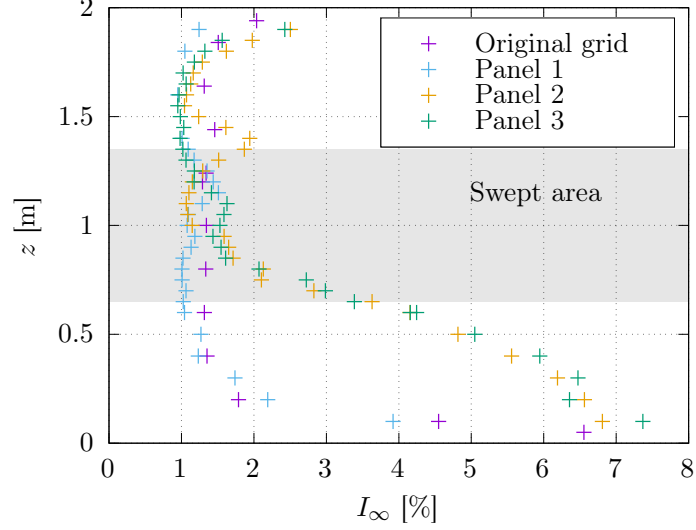 2
1.5
1
0.5
0
z [m]
Original grid
Panel 1
Panel 2
Panel 3
Swept area
0 1 2 3 4 5 6 7 8
I∞ [%]